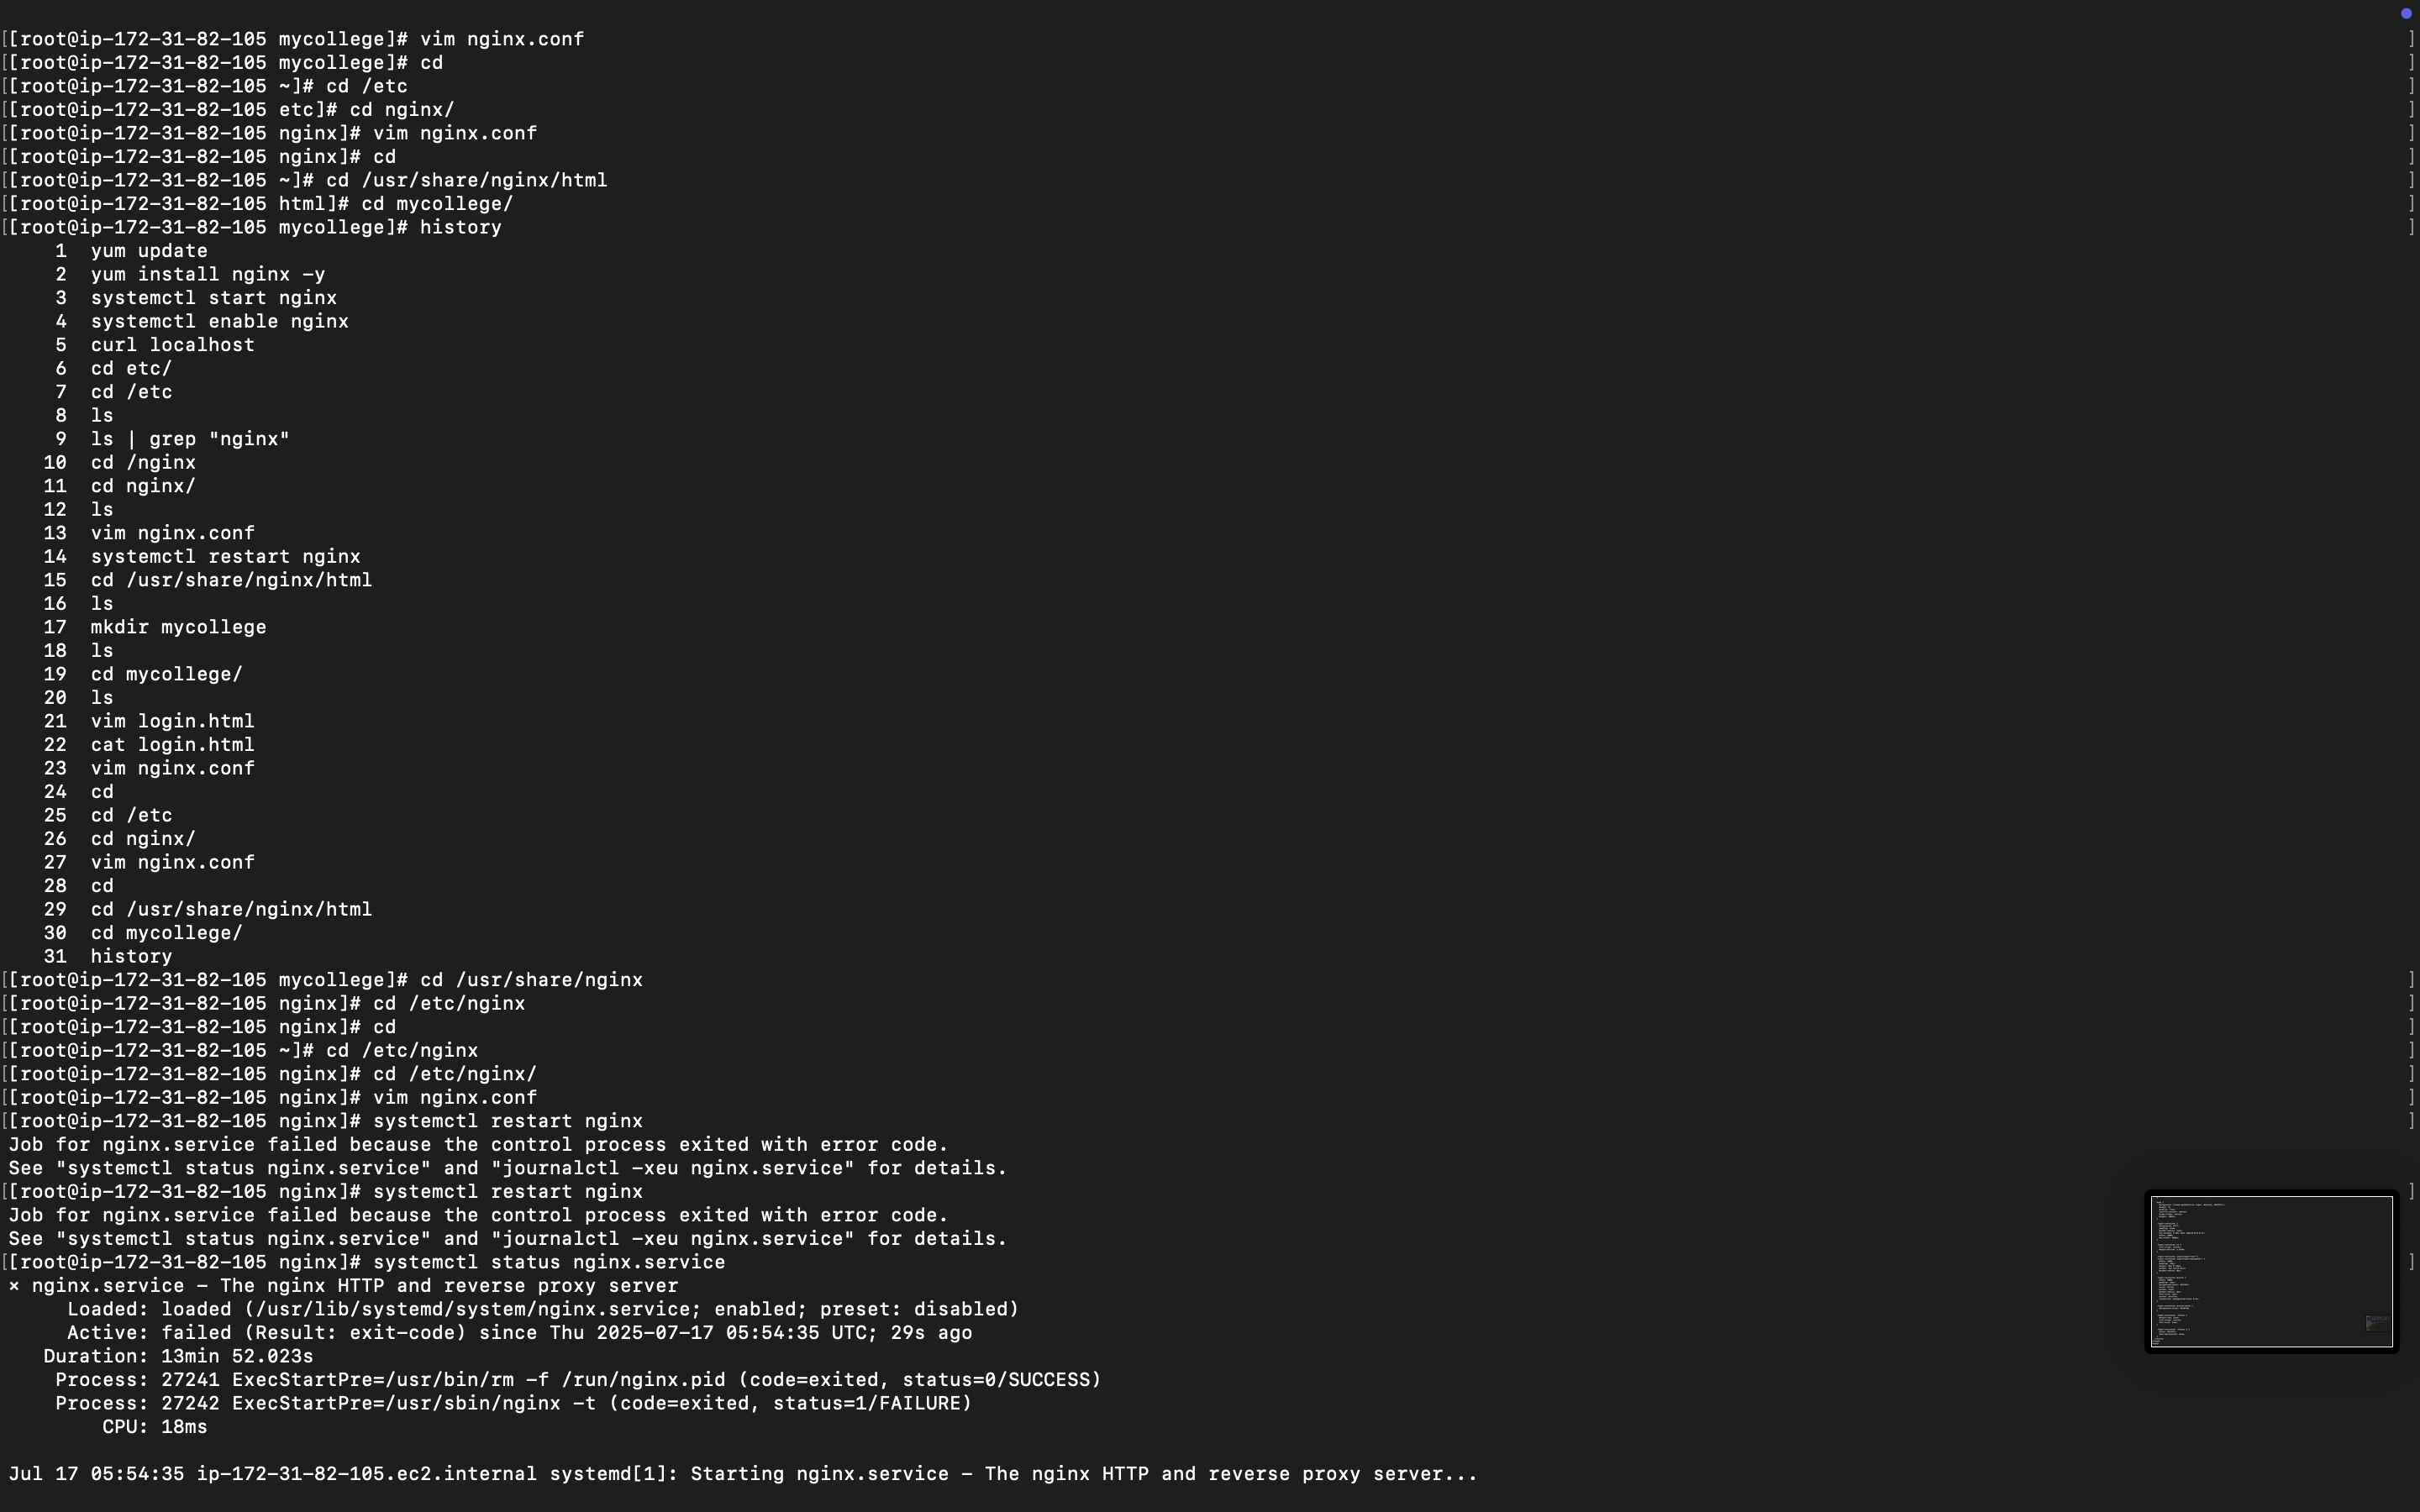 [[root@ip-172-31-82-105 mycollege]# vim nginx.conf ]
[[root@ip-172-31-82-105 mycollege]# cd ]
[[root@ip-172-31-82-105 ~]# cd /etc ]
[[root@ip-172-31-82-105 etc]# cd nginx/ ]
[[root@ip-172-31-82-105 nginx]# vim nginx.conf ]
[[root@ip-172-31-82-105 nginx]# cd ]
[[root@ip-172-31-82-105 ~]# cd /usr/share/nginx/html ]
[[root@ip-172-31-82-105 html]# cd mycollege/ ]
[[root@ip-172-31-82-105 mycollege]# history ]
1 yum update
2 yum install nginx -y
3 systemctl start nginx
4 systemctl enable nginx
5 curl localhost
6 cd etc/
7 cd /etc
8 ls
9 ls | grep "nginx"
10 cd /nginx
11 cd nginx/
12 ls
13 vim nginx.conf
14 systemctl restart nginx
15 cd /usr/share/nginx/html
16 ls
17 mkdir mycollege
18 ls
19 cd mycollege/
20 ls
21 vim login.html
22 cat login.html
23 vim nginx.conf
24 cd
25 cd /etc
26 cd nginx/
27 vim nginx.conf
28 cd
29 cd /usr/share/nginx/html
30 cd mycollege/
31 history
[[root@ip-172-31-82-105 mycollege]# cd /usr/share/nginx ]
[[root@ip-172-31-82-105 nginx]# cd /etc/nginx ]
[[root@ip-172-31-82-105 nginx]# cd ]
[[root@ip-172-31-82-105 ~]# cd /etc/nginx ]
[[root@ip-172-31-82-105 nginx]# cd /etc/nginx/ ]
[[root@ip-172-31-82-105 nginx]# vim nginx.conf ]
[[root@ip-172-31-82-105 nginx]# systemctl restart nginx ]
Job for nginx.service failed because the control process exited with error code.
See "systemctl status nginx.service" and "journalctl -xeu nginx.service" for details.
[[root@ip-172-31-82-105 nginx]# systemctl restart nginx ]
Job for nginx.service failed because the control process exited with error code.
See "systemctl status nginx.service" and "journalctl -xeu nginx.service" for details.
[[root@ip-172-31-82-105 nginx]# systemctl status nginx.service ]
× nginx.service - The nginx HTTP and reverse proxy server
Loaded: loaded (/usr/lib/systemd/system/nginx.service; enabled; preset: disabled)
Active: failed (Result: exit-code) since Thu 2025-07-17 05:54:35 UTC; 29s ago
Duration: 13min 52.023s
Process: 27241 ExecStartPre=/usr/bin/rm -f /run/nginx.pid (code=exited, status=0/SUCCESS)
Process: 27242 ExecStartPre=/usr/sbin/nginx -t (code=exited, status=1/FAILURE)
CPU: 18ms
Jul 17 05:54:35 ip-172-31-82-105.ec2.internal systemd[1]: Starting nginx.service - The nginx HTTP and reverse proxy server...